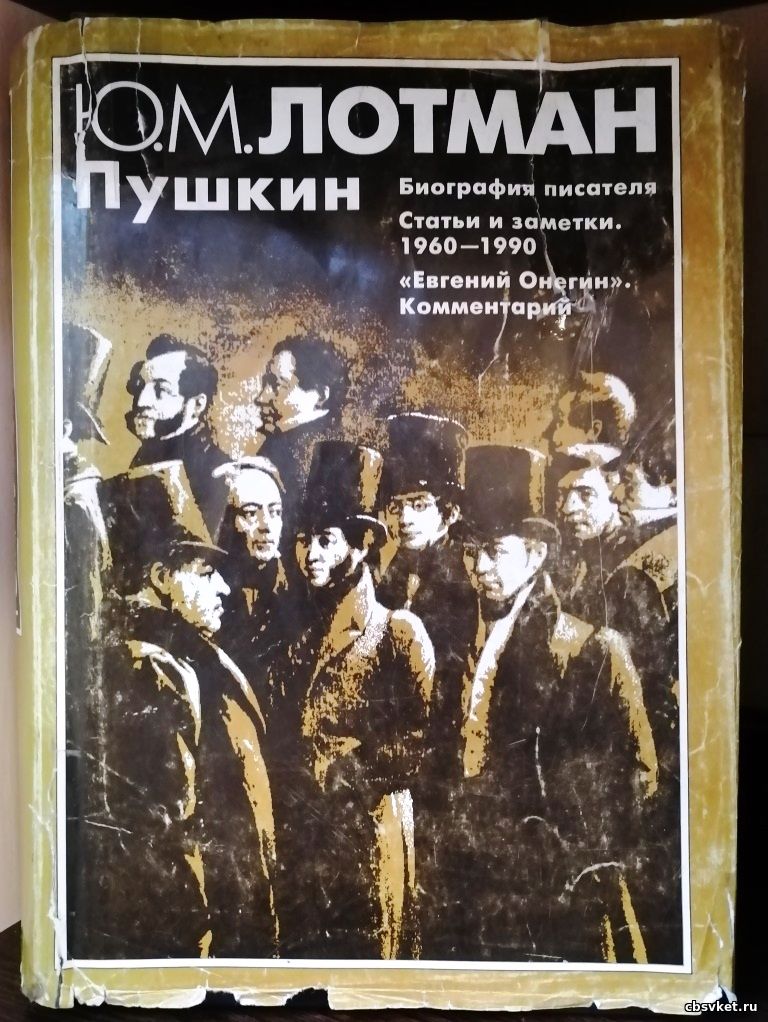 Ю.М.ЛОТМАН
Пушкин
Биография писателя
Статьи и заметки.
1960—1990
«Евгений Онегин».
Комментарий
cbsvket.ru